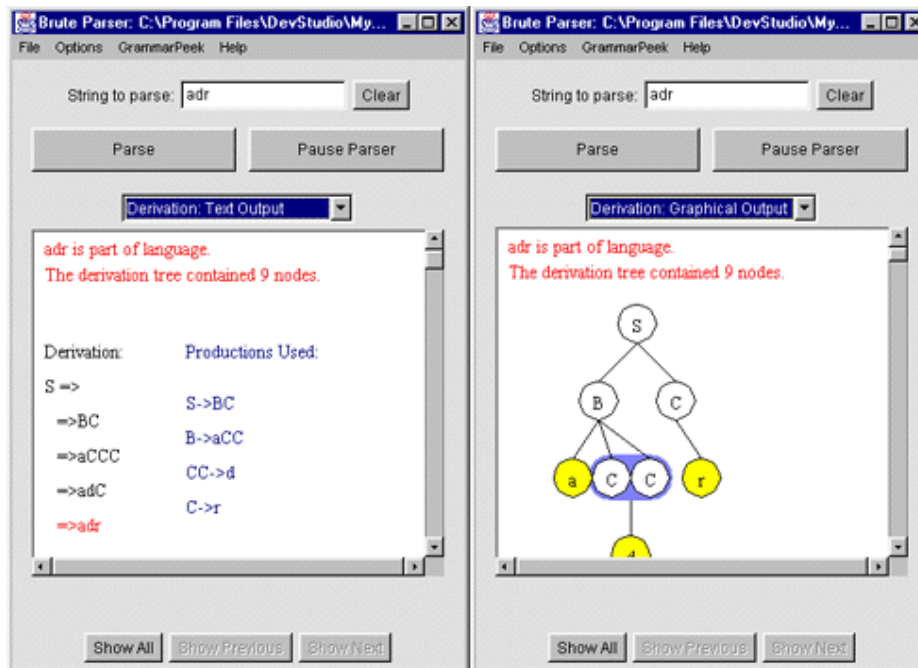 Brute Parser: C:\Program Files\DevStudio\My...
File Options GrammarPeek Help
String to parse: adr Clear
Parse Pause Parser
Derivation: Text Output
adr is part of language.
The derivation tree contained 9 nodes.
Derivation: Productions Used:
S =>
S->BC
=>BC
B->aCC
=>aCCC
CC->d
=>adC
C->r
=>adr
Show All Show Previous Show Next
Brute Parser: C:\Program Files\DevStudio\My...
File Options GrammarPeek Help
String to parse: adr Clear
Parse Pause Parser
Derivation: Graphical Output
adr is part of language.
The derivation tree contained 9 nodes.
S
B C
a C C r
d
Show All Show Previous Show Next